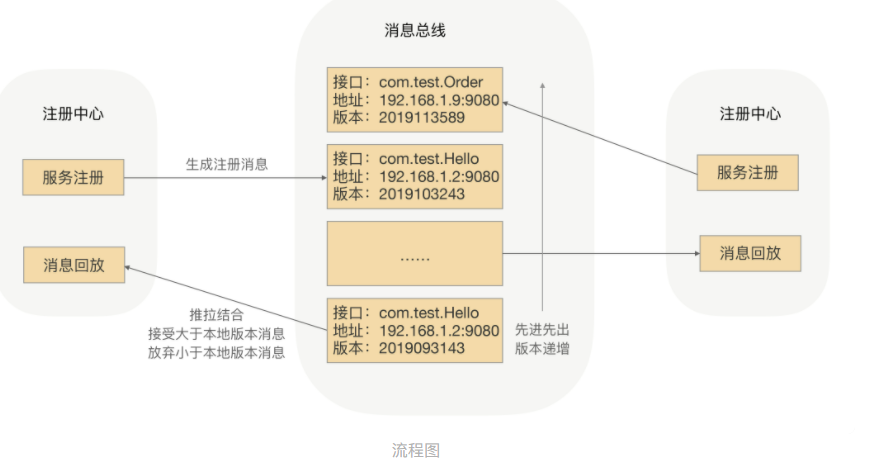 消息总线
注册中心
服务注册
消息回放
生成注册消息
推拉结合
接受大于本地版本消息
放弃小于本地版本消息
接口：com.test.Order
地址：192.168.1.9:9080
版本：2019113589
接口：com.test.Hello
地址：192.168.1.2:9080
版本：2019103243
……
接口：com.test.Hello
地址：192.168.1.2:9080
版本：2019093143
先进先出
版本递增
注册中心
服务注册
消息回放
流程图